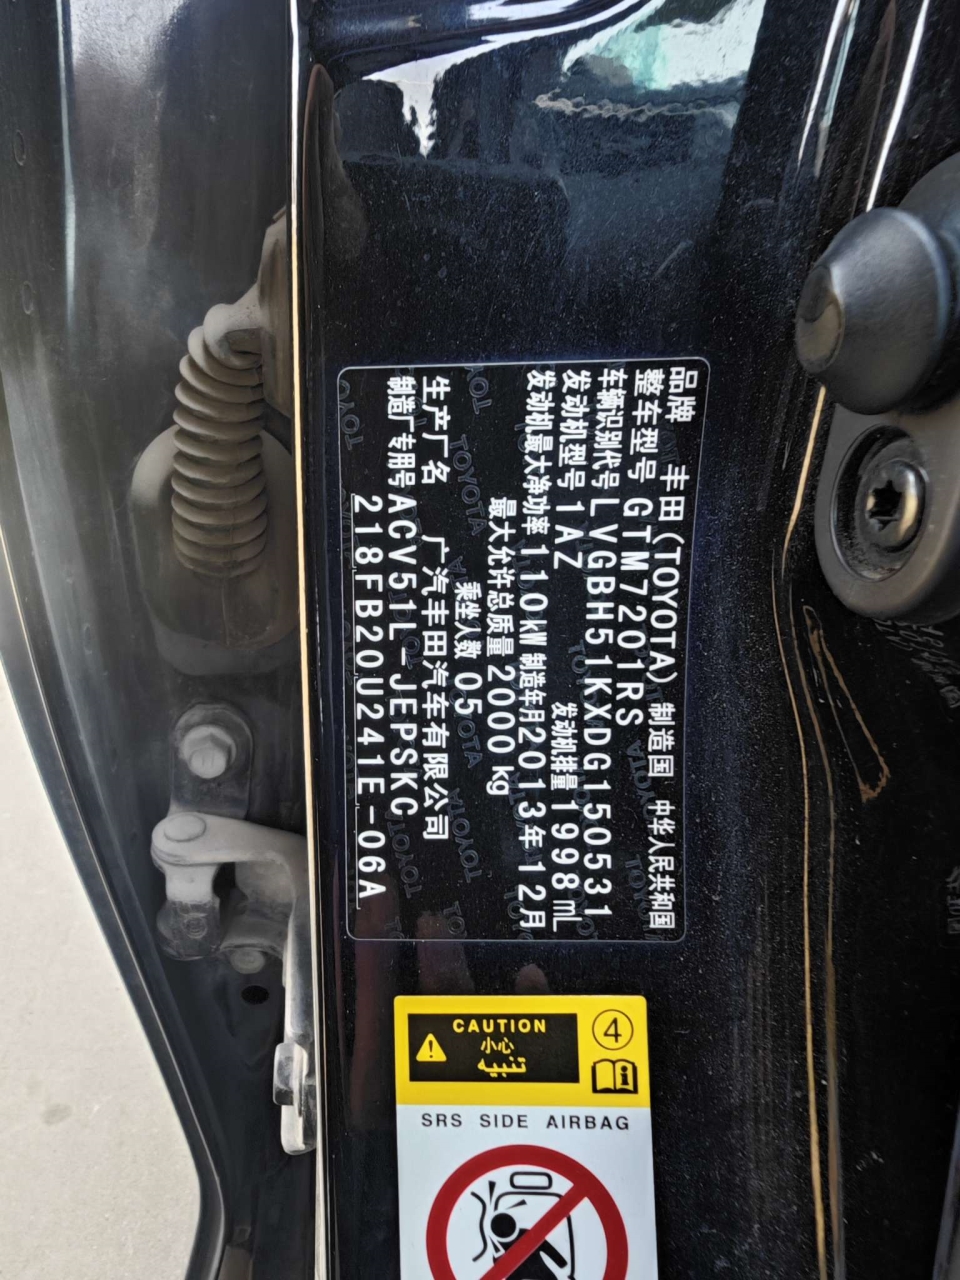 品牌 丰田(TOYOTA) 制造国 中华人民共和国
整车型号 GTM7201RS
车辆识别代号 LVGBH51KXDG150531
发动机型号 1AZ 发动机排量 1998 mL
发动机最大净功率 110kW 制造年月 2013年12月
最大允许总质量 2000 kg
乘坐人数 05
生产厂名 广汽丰田汽车有限公司
制造厂专用号 ACV51L-JEPSKC
218FB20U241E-06A
CAUTION
小心
تنبيه
4
i
SRS SIDE AIRBAG